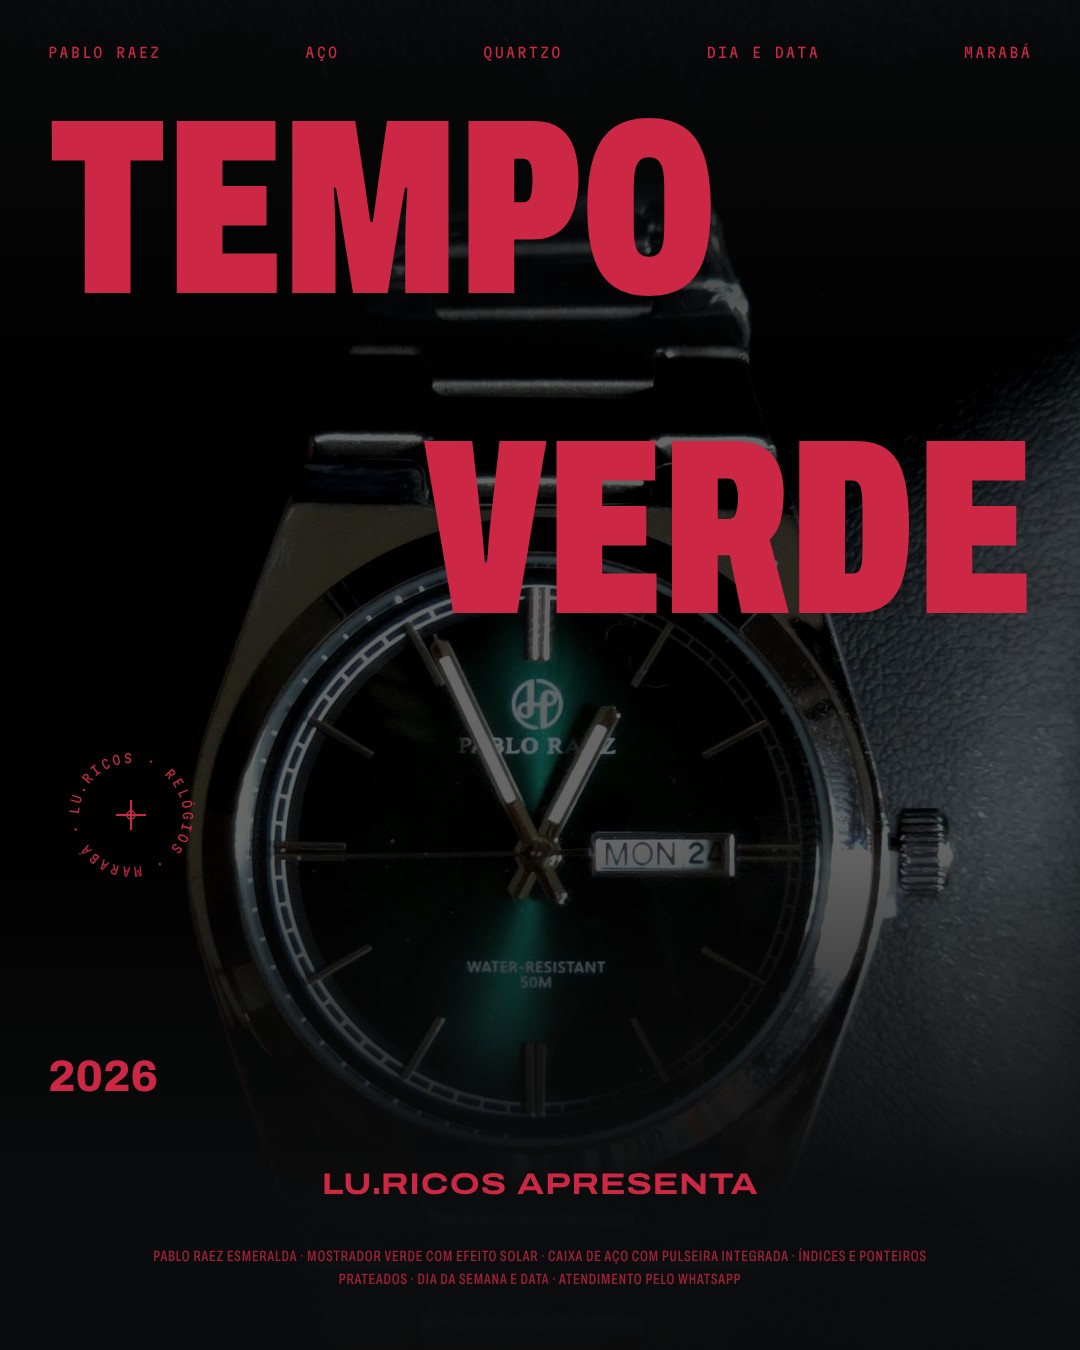 PABLO RAEZ AÇO QUARTZO DIA E DATA MARABÁ
TEMPO
VERDE
PABLO RAEZ
MON 24
WATER-RESISTANT
50M
LU.RICOS · RELÓGIOS · MARABÁ ·
2026
LU.RICOS APRESENTA
PABLO RAEZ ESMERALDA · MOSTRADOR VERDE COM EFEITO SOLAR · CAIXA DE AÇO COM PULSEIRA INTEGRADA · ÍNDICES E PONTEIROS
PRATEADOS · DIA DA SEMANA E DATA · ATENDIMENTO PELO WHATSAPP